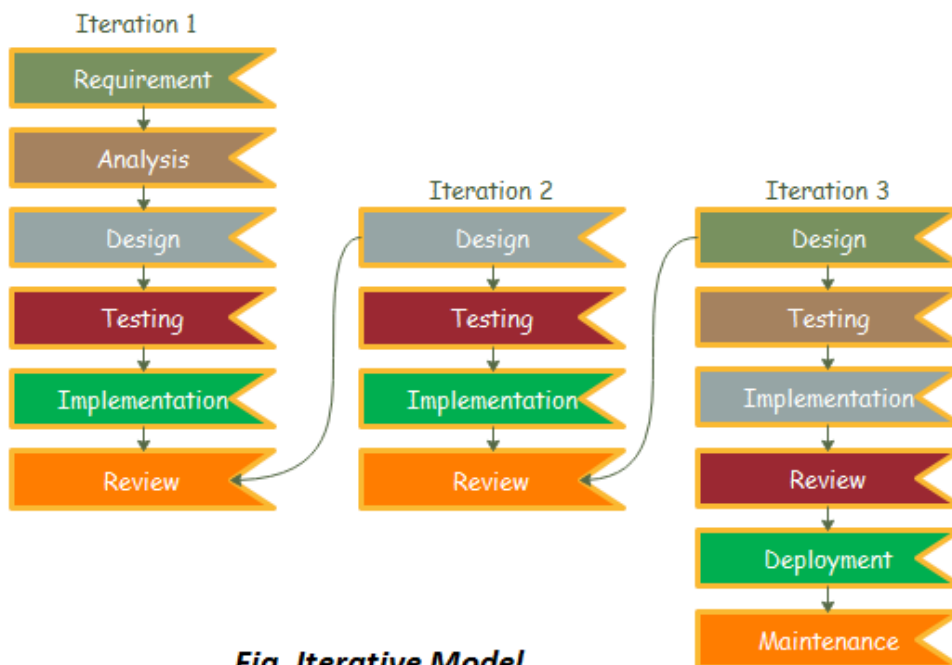 Iteration 1
Requirement
Analysis
Design
Testing
Implementation
Review
Iteration 2
Design
Testing
Implementation
Review
Iteration 3
Design
Testing
Implementation
Review
Deployment
Maintenance
Fig. Iterative Model